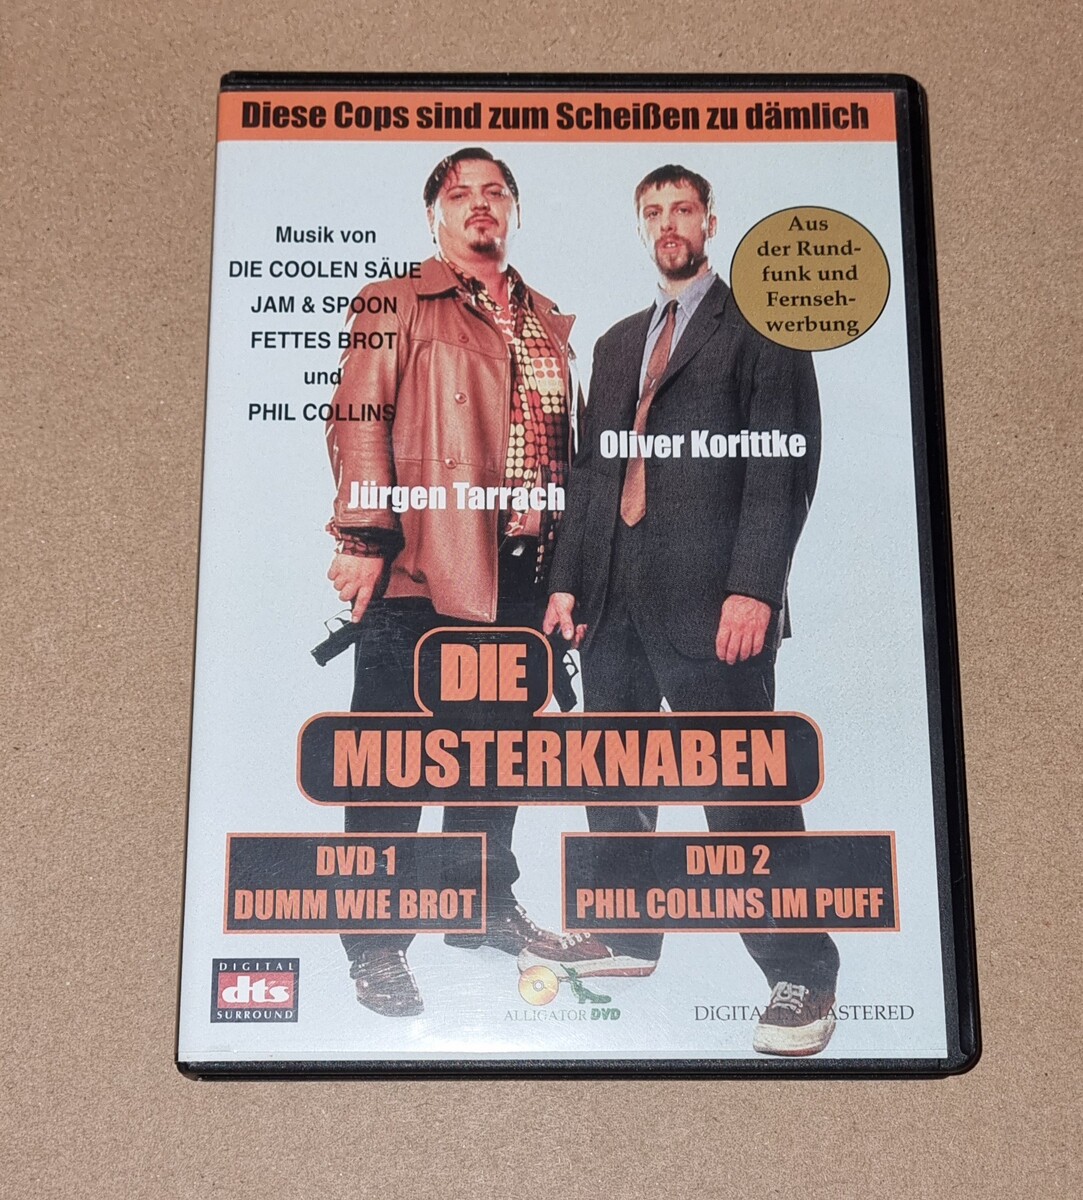 Diese Cops sind zum Scheißen zu dämlich
Musik von
DIE COOLEN SÄUE
JAM & SPOON
FETTES BROT
und
PHIL COLLINS
Aus
der Rund-
funk und
Fernseh-
werbung
Oliver Korittke
Jürgen Tarrach
DIE
MUSTERKNABEN
DVD 1
DUMM WIE BROT
DVD 2
PHIL COLLINS IM PUFF
DIGITAL
dts
SURROUND
ALLIGATOR DVD
DiGITALLY MASTERED